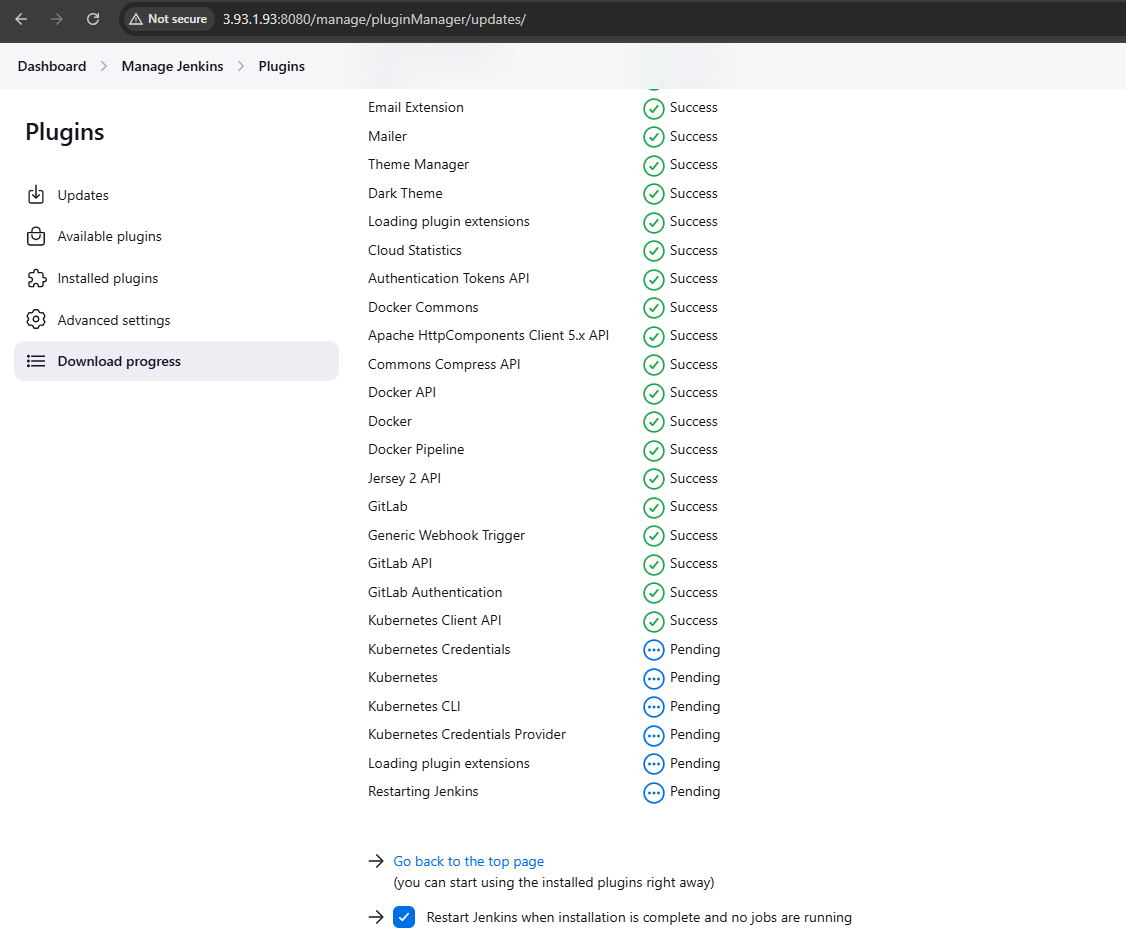 Not secure 3.93.1.93:8080/manage/pluginManager/updates/
Dashboard Manage Jenkins Plugins
Plugins
Updates
Available plugins
Installed plugins
Advanced settings
Download progress
Email Extension Success
Mailer Success
Theme Manager Success
Dark Theme Success
Loading plugin extensions Success
Cloud Statistics Success
Authentication Tokens API Success
Docker Commons Success
Apache HttpComponents Client 5.x API Success
Commons Compress API Success
Docker API Success
Docker Success
Docker Pipeline Success
Jersey 2 API Success
GitLab Success
Generic Webhook Trigger Success
GitLab API Success
GitLab Authentication Success
Kubernetes Client API Success
Kubernetes Credentials Pending
Kubernetes Pending
Kubernetes CLI Pending
Kubernetes Credentials Provider Pending
Loading plugin extensions Pending
Restarting Jenkins Pending
Go back to the top page
(you can start using the installed plugins right away)
Restart Jenkins when installation is complete and no jobs are running